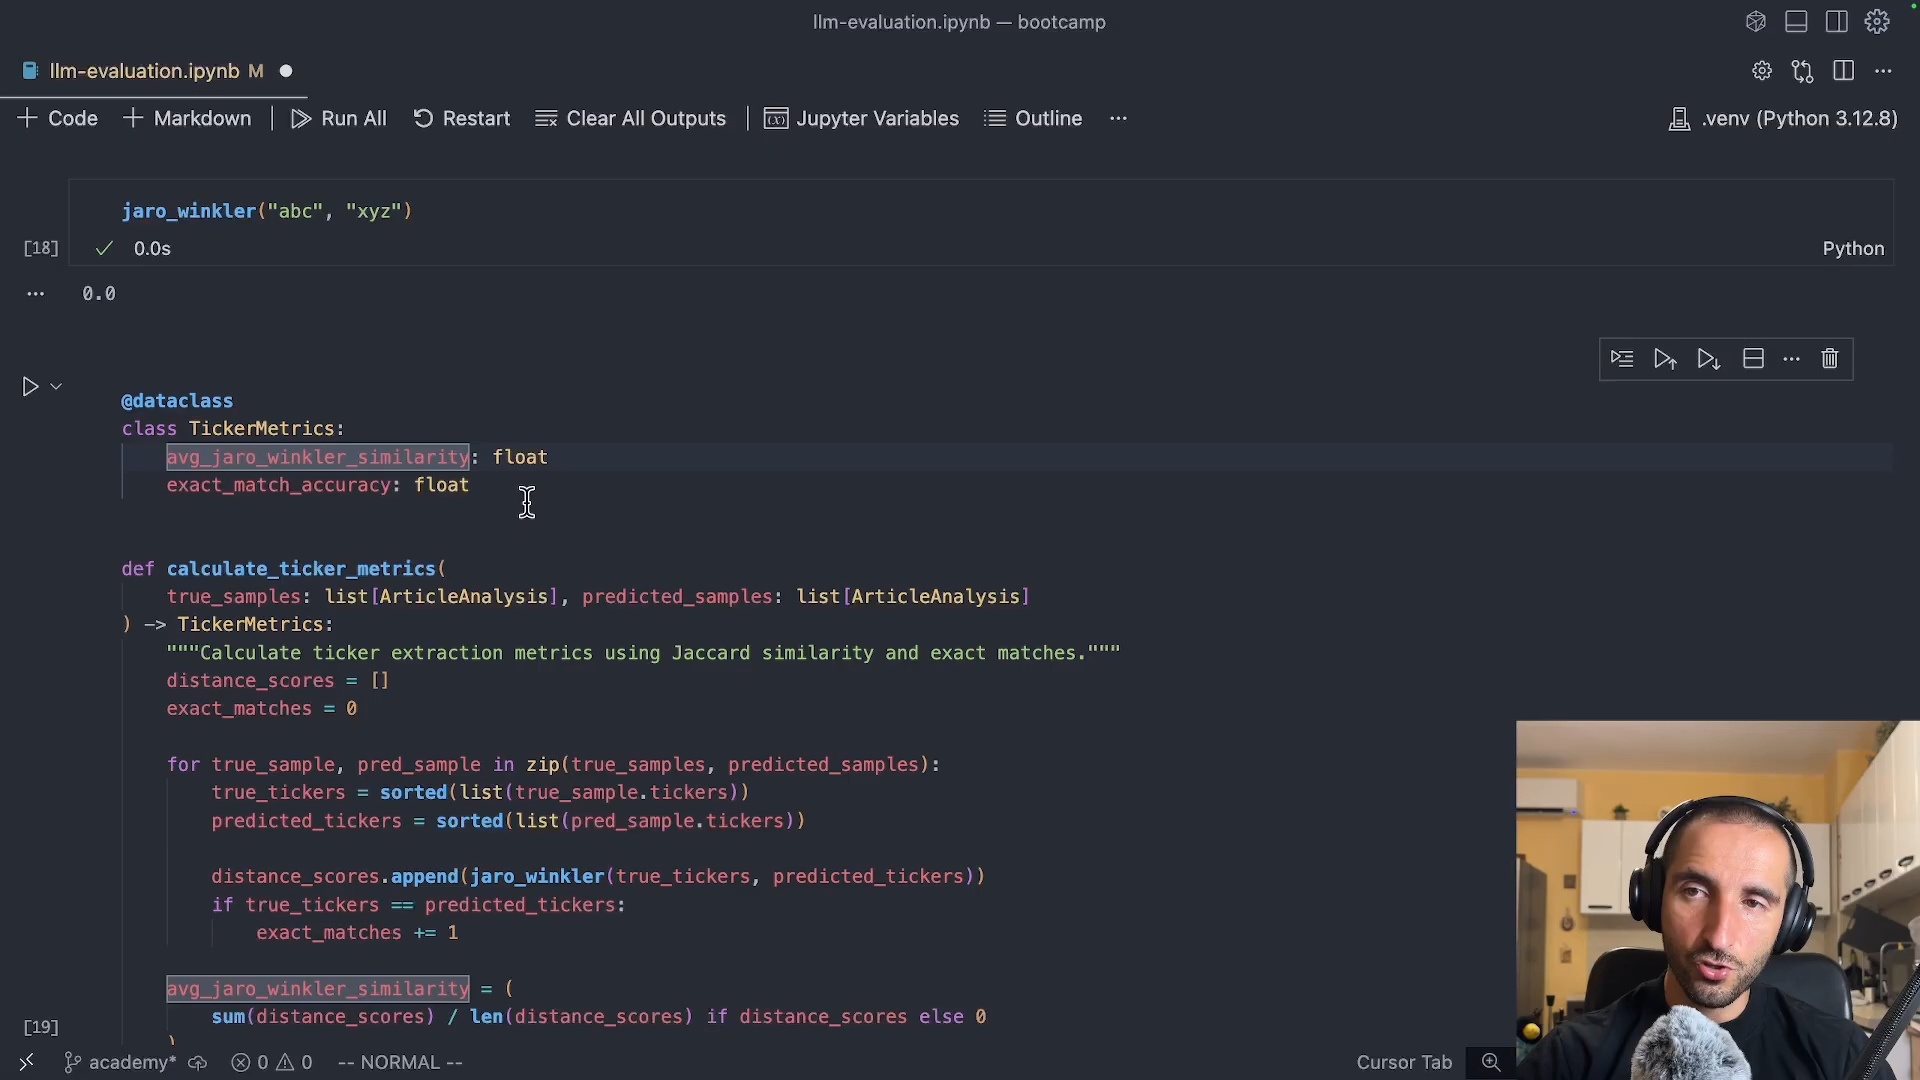 llm-evaluation.ipynb — bootcamp
llm-evaluation.ipynb M
Code Markdown Run All Restart Clear All Outputs Jupyter Variables Outline ... .venv (Python 3.12.8)
jaro_winkler("abc", "xyz")
[18] 0.0s Python
... 0.0
@dataclass
class TickerMetrics:
avg_jaro_winkler_similarity: float
exact_match_accuracy: float
def calculate_ticker_metrics(
true_samples: list[ArticleAnalysis], predicted_samples: list[ArticleAnalysis]
) -> TickerMetrics:
"""Calculate ticker extraction metrics using Jaccard similarity and exact matches."""
distance_scores = []
exact_matches = 0
for true_sample, pred_sample in zip(true_samples, predicted_samples):
true_tickers = sorted(list(true_sample.tickers))
predicted_tickers = sorted(list(pred_sample.tickers))
distance_scores.append(jaro_winkler(true_tickers, predicted_tickers))
if true_tickers == predicted_tickers:
exact_matches += 1
avg_jaro_winkler_similarity = (
sum(distance_scores) / len(distance_scores) if distance_scores else 0
)
[19]
academy* 0 0 -- NORMAL -- Cursor Tab